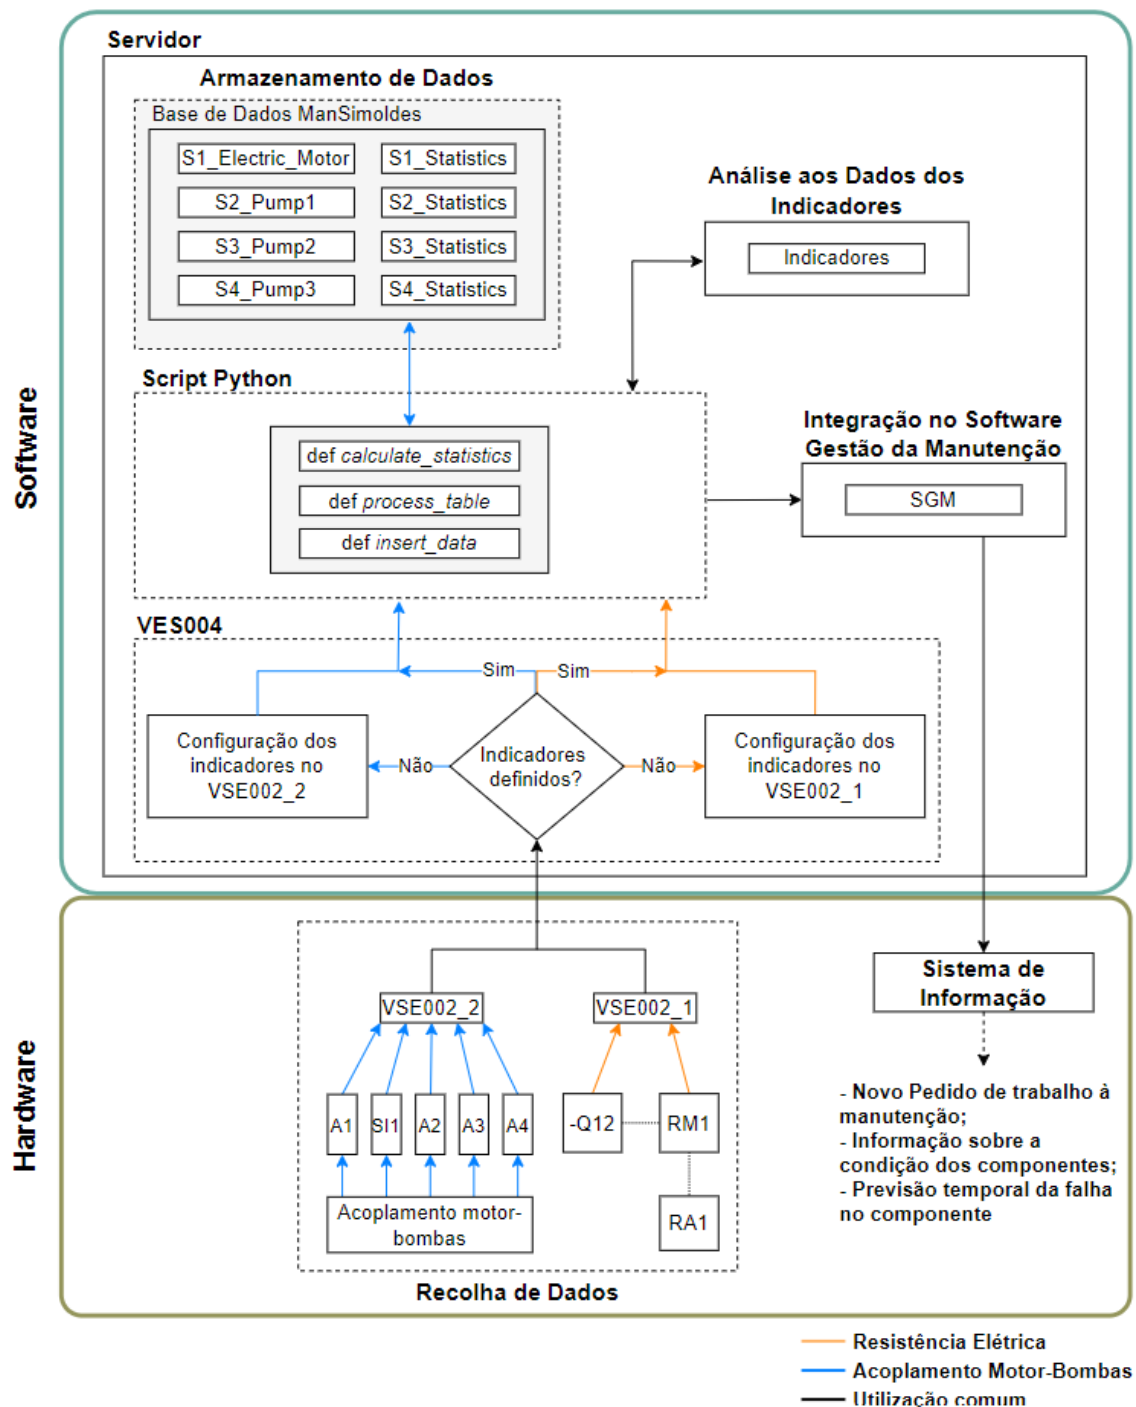 Servidor
Armazenamento de Dados
Base de Dados ManSimoldes
S1_Electric_Motor
S1_Statistics
S2_Pump1
S2_Statistics
S3_Pump2
S3_Statistics
S4_Pump3
S4_Statistics
Análise aos Dados dos
Indicadores
Indicadores
Script Python
def calculate_statistics
def process_table
def insert_data
Integração no Software
Gestão da Manutenção
SGM
Software
VES004
Sim
Sim
Configuração dos
indicadores no
VSE002_2
Não
Indicadores
definidos?
Não
Configuração dos
indicadores no
VSE002_1
Hardware
VSE002_2
VSE002_1
A1
SI1
A2
A3
A4
-Q12
RM1
Acoplamento motor-
bombas
RA1
Recolha de Dados
Sistema de
Informação
- Novo Pedido de trabalho à
manutenção;
- Informação sobre a
condição dos componentes;
- Previsão temporal da falha
no componente
Resistência Elétrica
Acoplamento Motor-Bombas
Utilização comum